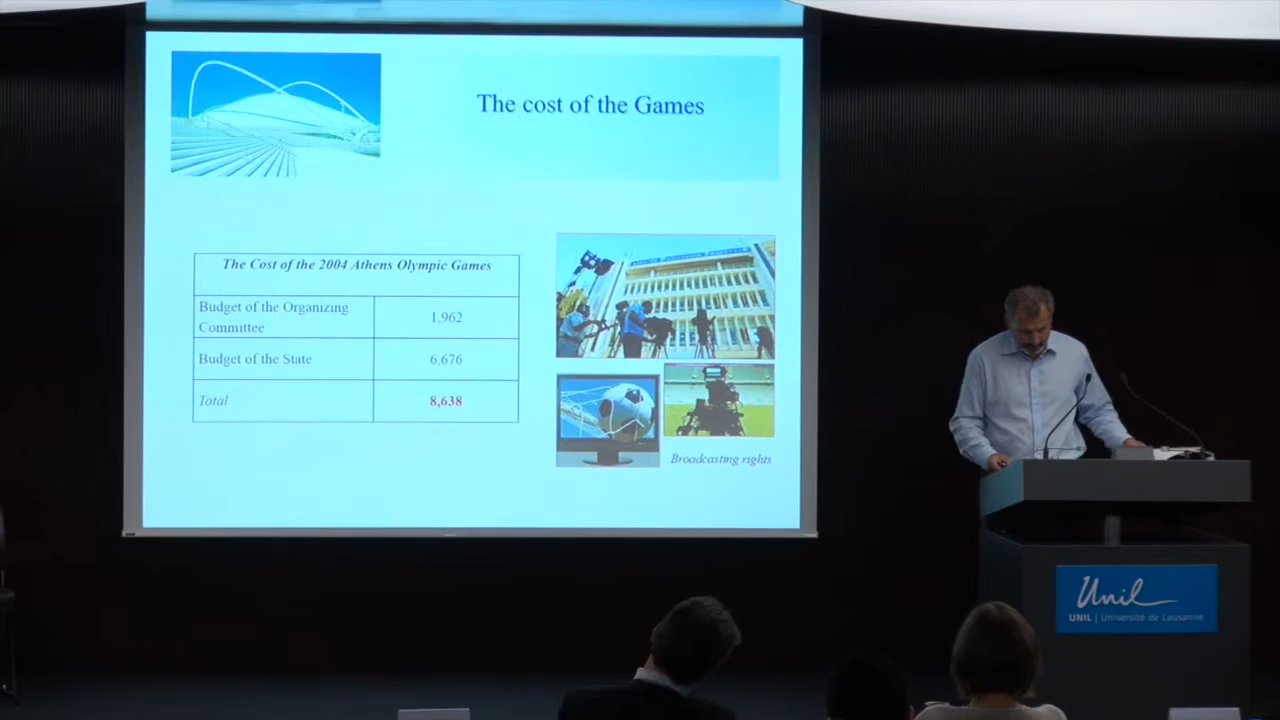 The cost of the Games
The Cost of the 2004 Athens Olympic Games
Budget of the Organizing
Committee
1,962
Budget of the State
6,676
Total
8,638
Broadcasting rights
Unil
UNIL | Université de Lausanne